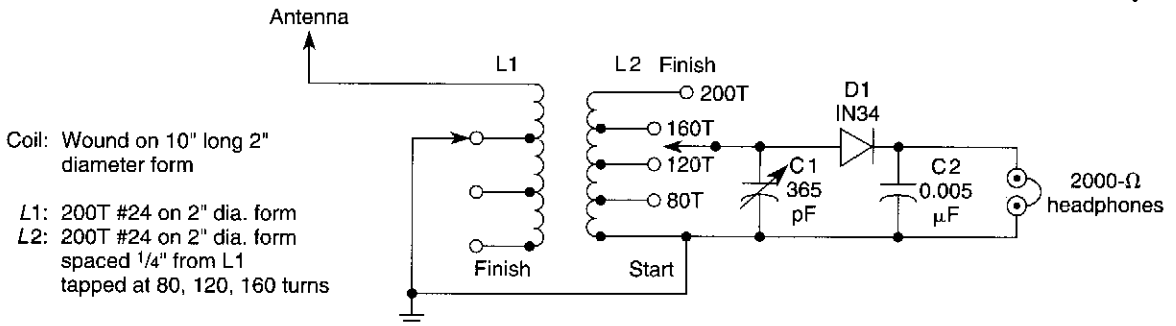 Antenna
L1
L2 Finish
200T
160T
120T
80T
Start
Finish
D1
IN34
C1
365
pF
C2
0.005
µF
2000-Ω
headphones
Coil: Wound on 10" long 2"
diameter form
L1: 200T #24 on 2" dia. form
L2: 200T #24 on 2" dia. form
spaced 1/4" from L1
tapped at 80, 120, 160 turns